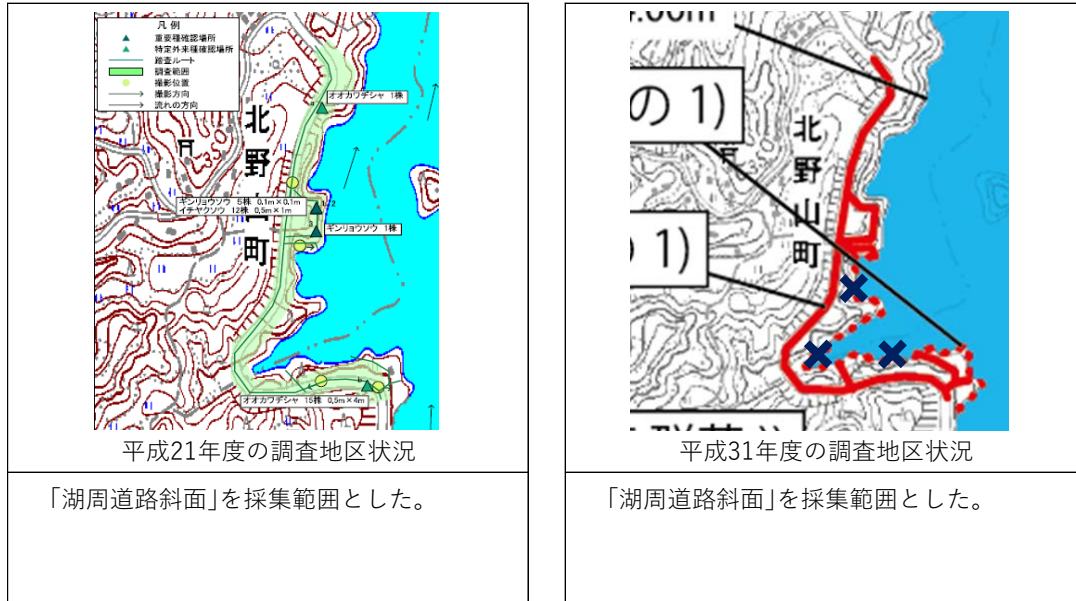 凡例
重要種確認場所
特定外来種確認場所
踏査ルート
調査範囲
撮影位置
撮影方向
流れの方向
オオカワヂシャ 1株
北野山町
ギンリョウソウ 5株 0.1m×0.1m
イチヤクソウ 12株 0.5m×1m
ギンリョウソウ 1株
オオカワヂシャ 15株 0.5m×4m
平成21年度の調査地区状況
「湖周道路斜面」を採集範囲とした。
の 1)
北野山町
1)
平成31年度の調査地区状況
「湖周道路斜面」を採集範囲とした。